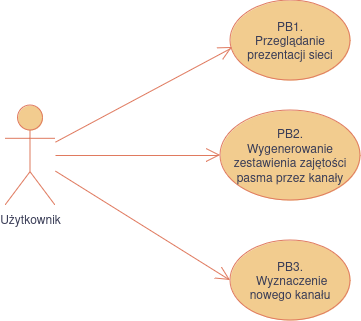 PB1.
Przeglądanie
prezentacji sieci
PB2.
Wygenerowanie
zestawienia zajętości
pasma przez kanały
Użytkownik
PB3.
Wyznaczenie
nowego kanału